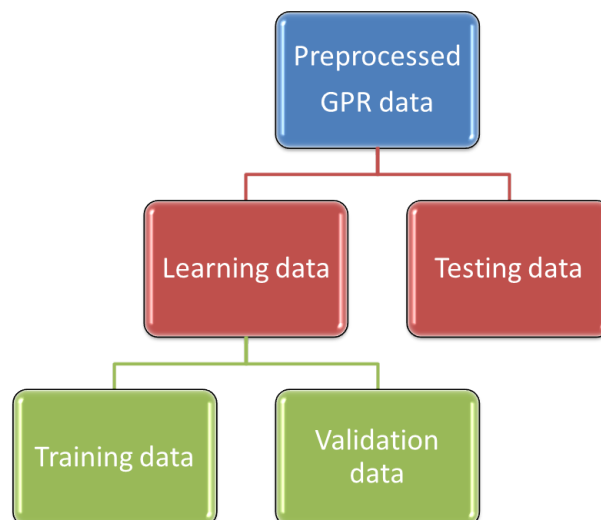 Preprocessed
GPR data
Learning data
Testing data
Training data
Validation
data